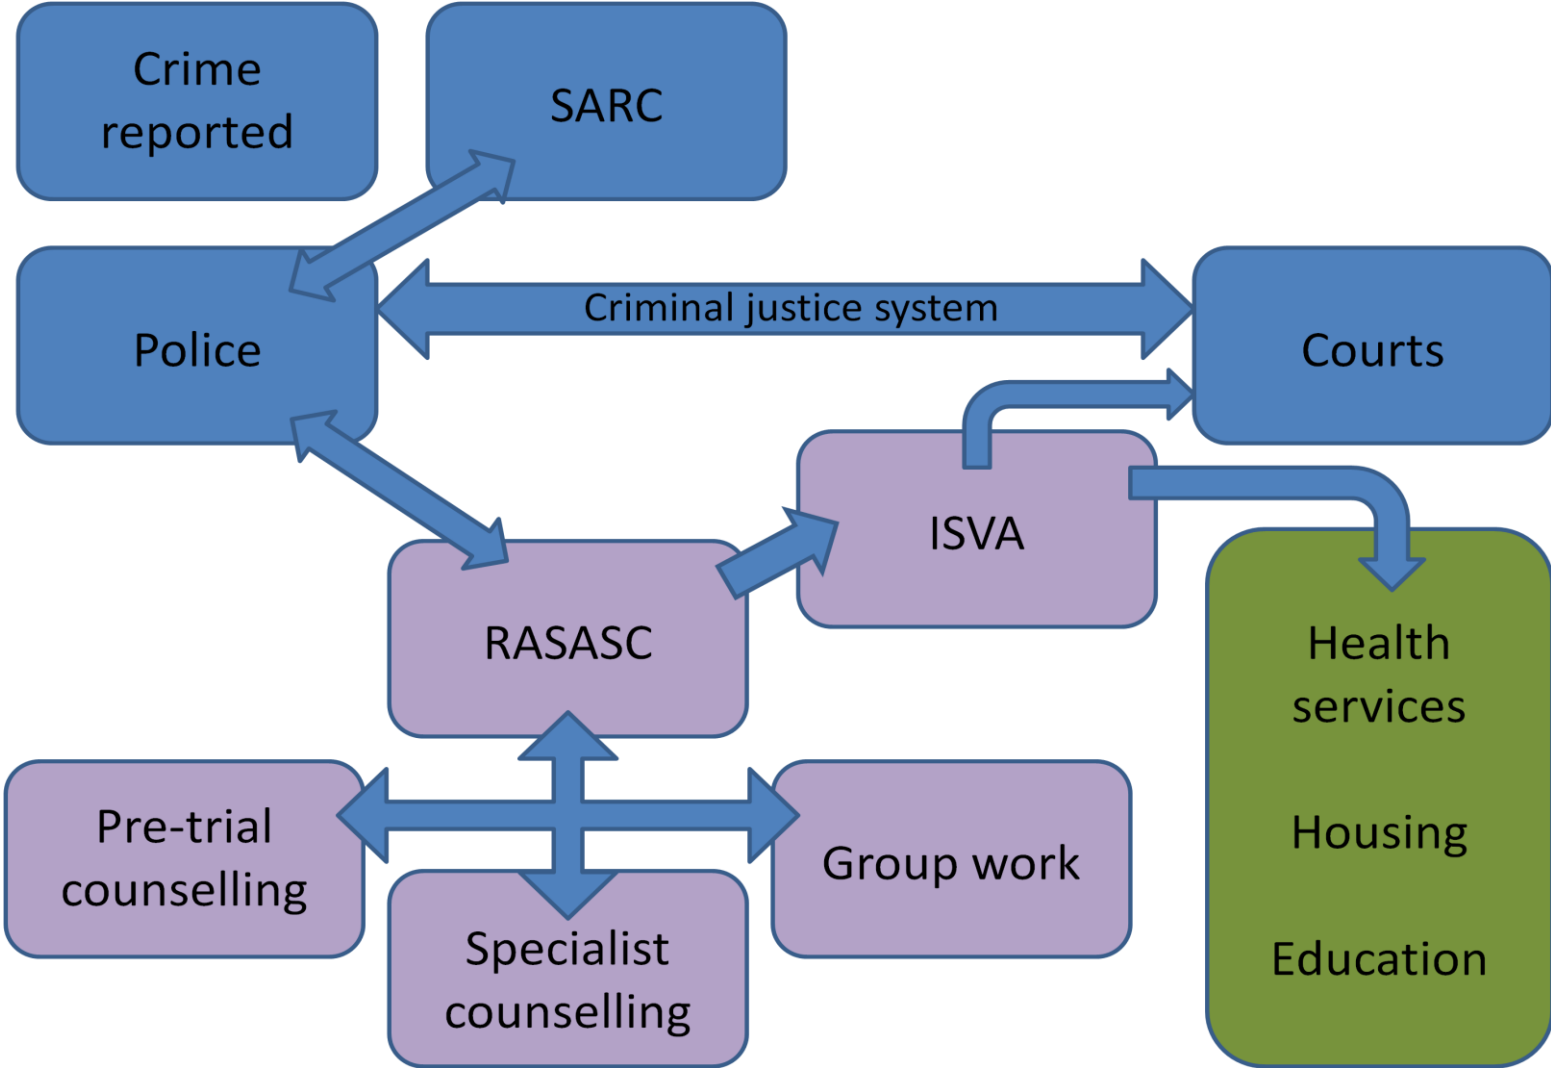 Crime
reported
SARC
Criminal justice system
Police
Courts
ISVA
RASASC
Health
services
Housing
Education
Pre-trial
counselling
Group work
Specialist
counselling